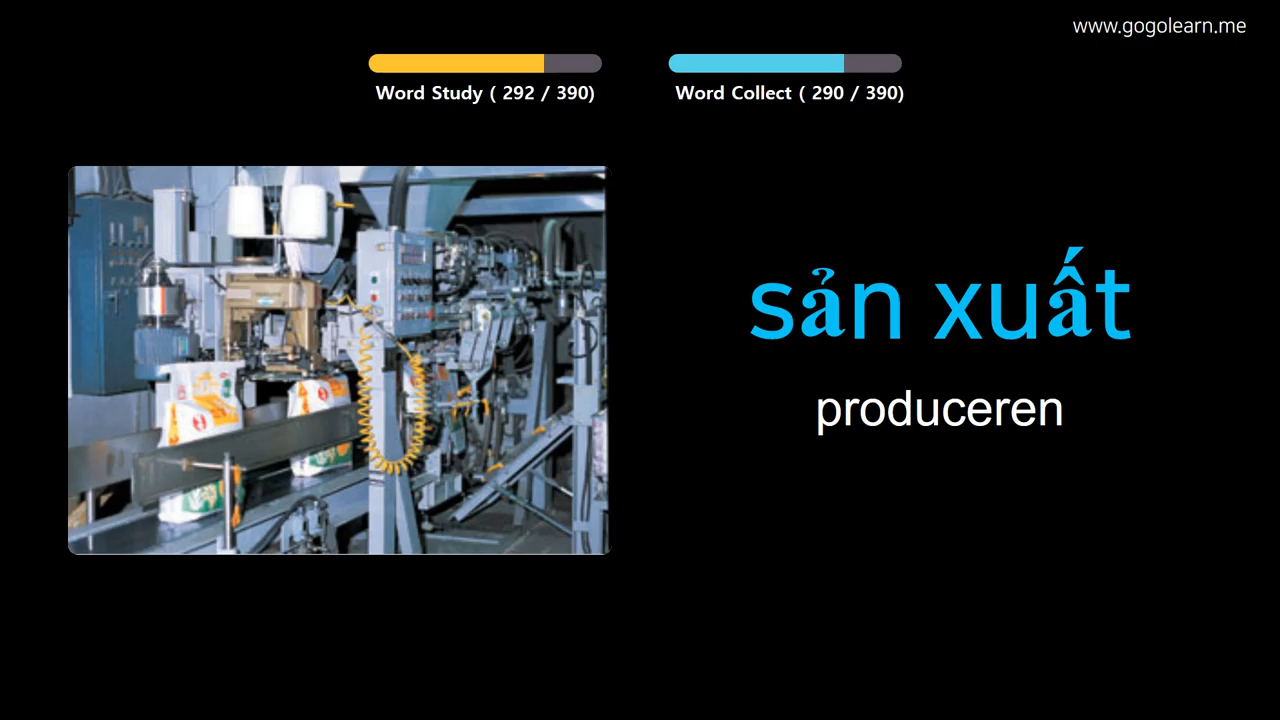 www.gogolearn.me
Word Study ( 292 / 390)
Word Collect ( 290 / 390)
sản xuất
produceren